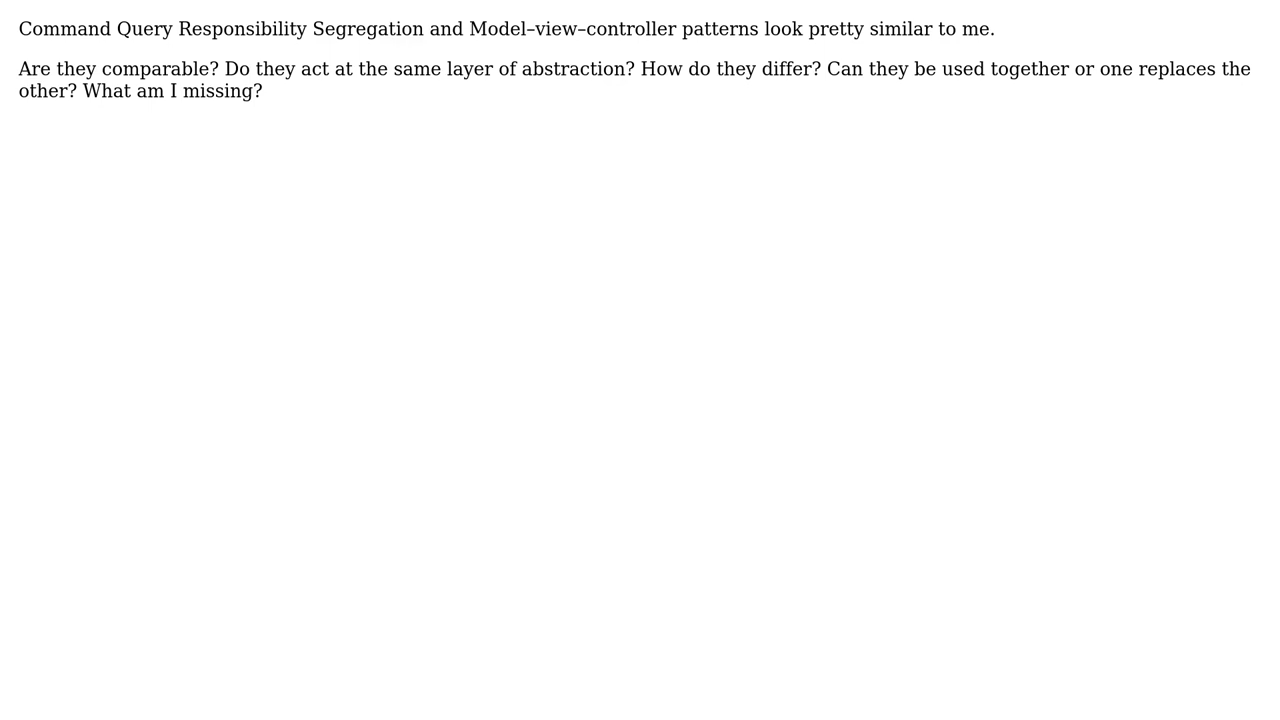 Command Query Responsibility Segregation and Model–view–controller patterns look pretty similar to me.
Are they comparable? Do they act at the same layer of abstraction? How do they differ? Can they be used together or one replaces the
other? What am I missing?